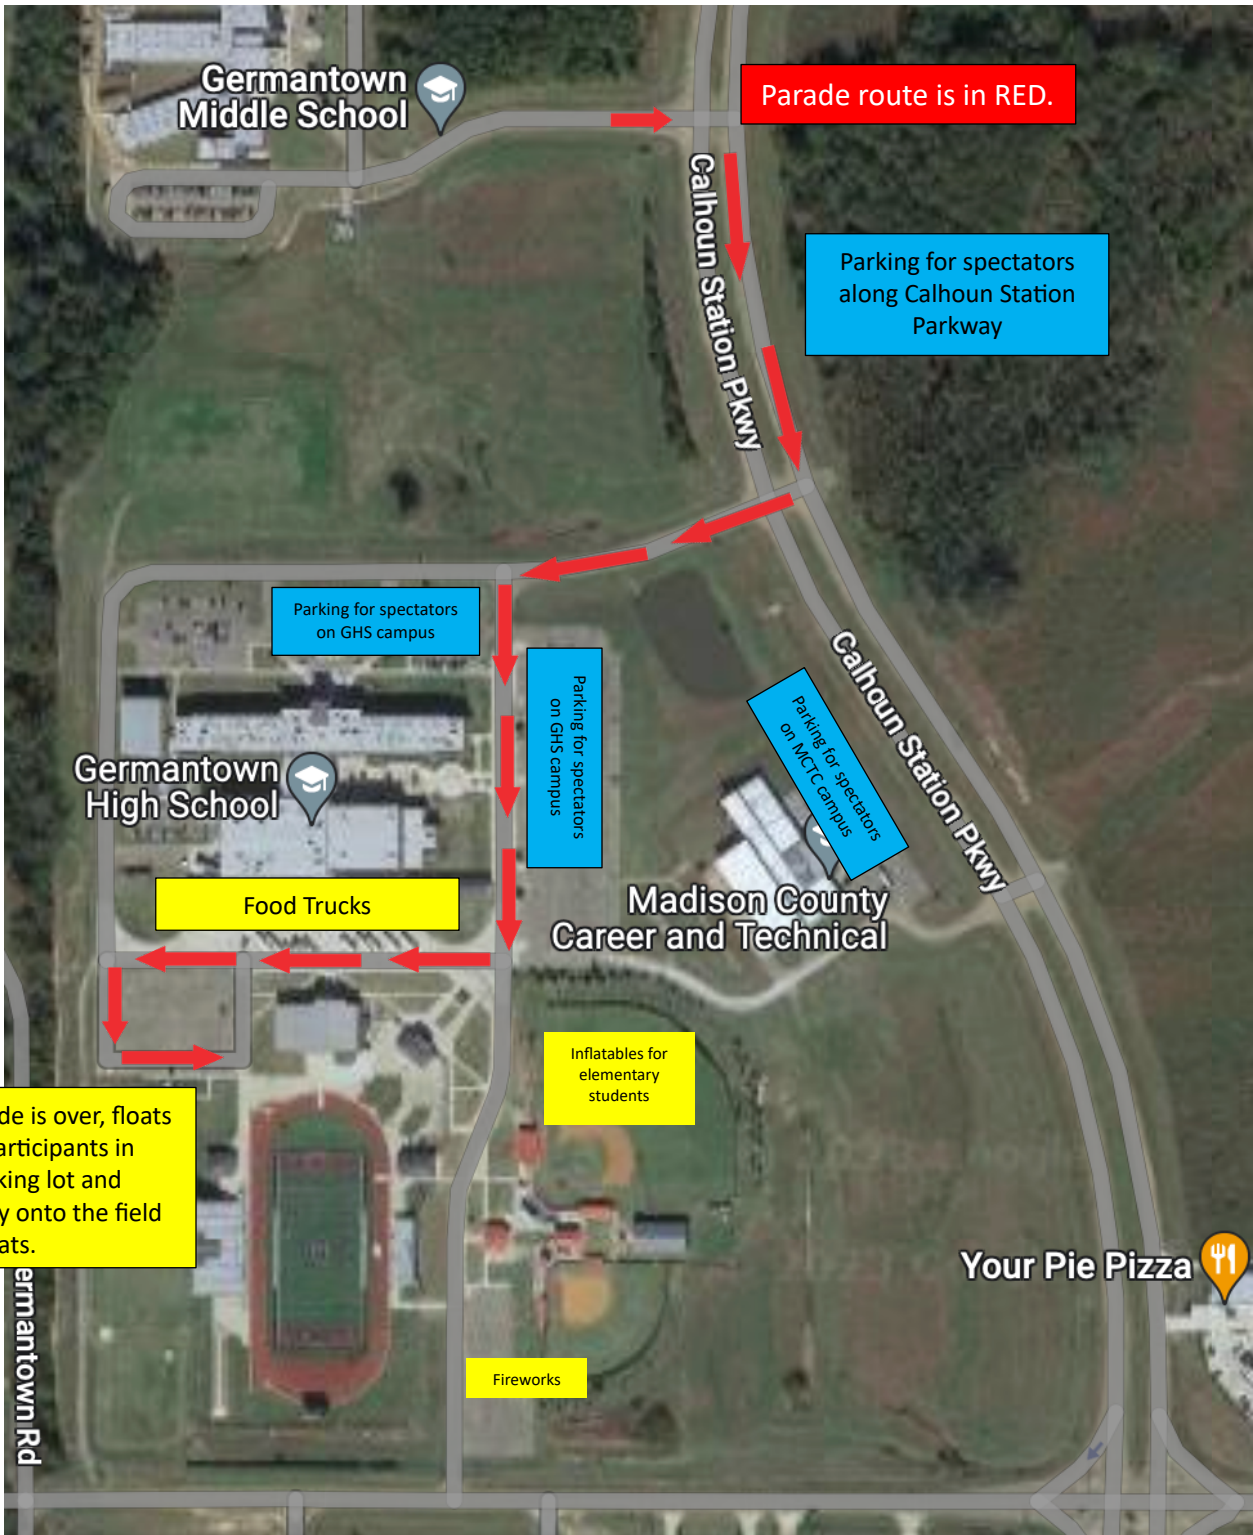 Germantown
Middle School
Parade route is in RED.
Calhoun Station Pkwy
Parking for spectators
along Calhoun Station
Parkway
Parking for spectators
on GHS campus
Parking for spectators
on GHS campus
Calhoun Station Pkwy
Parking for spectators
on MCTC campus
Germantown
High School
Food Trucks
Madison County
Career and Technical
Inflatables for
elementary
students
de is over, floats
articipants in
king lot and
y onto the field
ats.
ermantown Rd
Your Pie Pizza
Fireworks